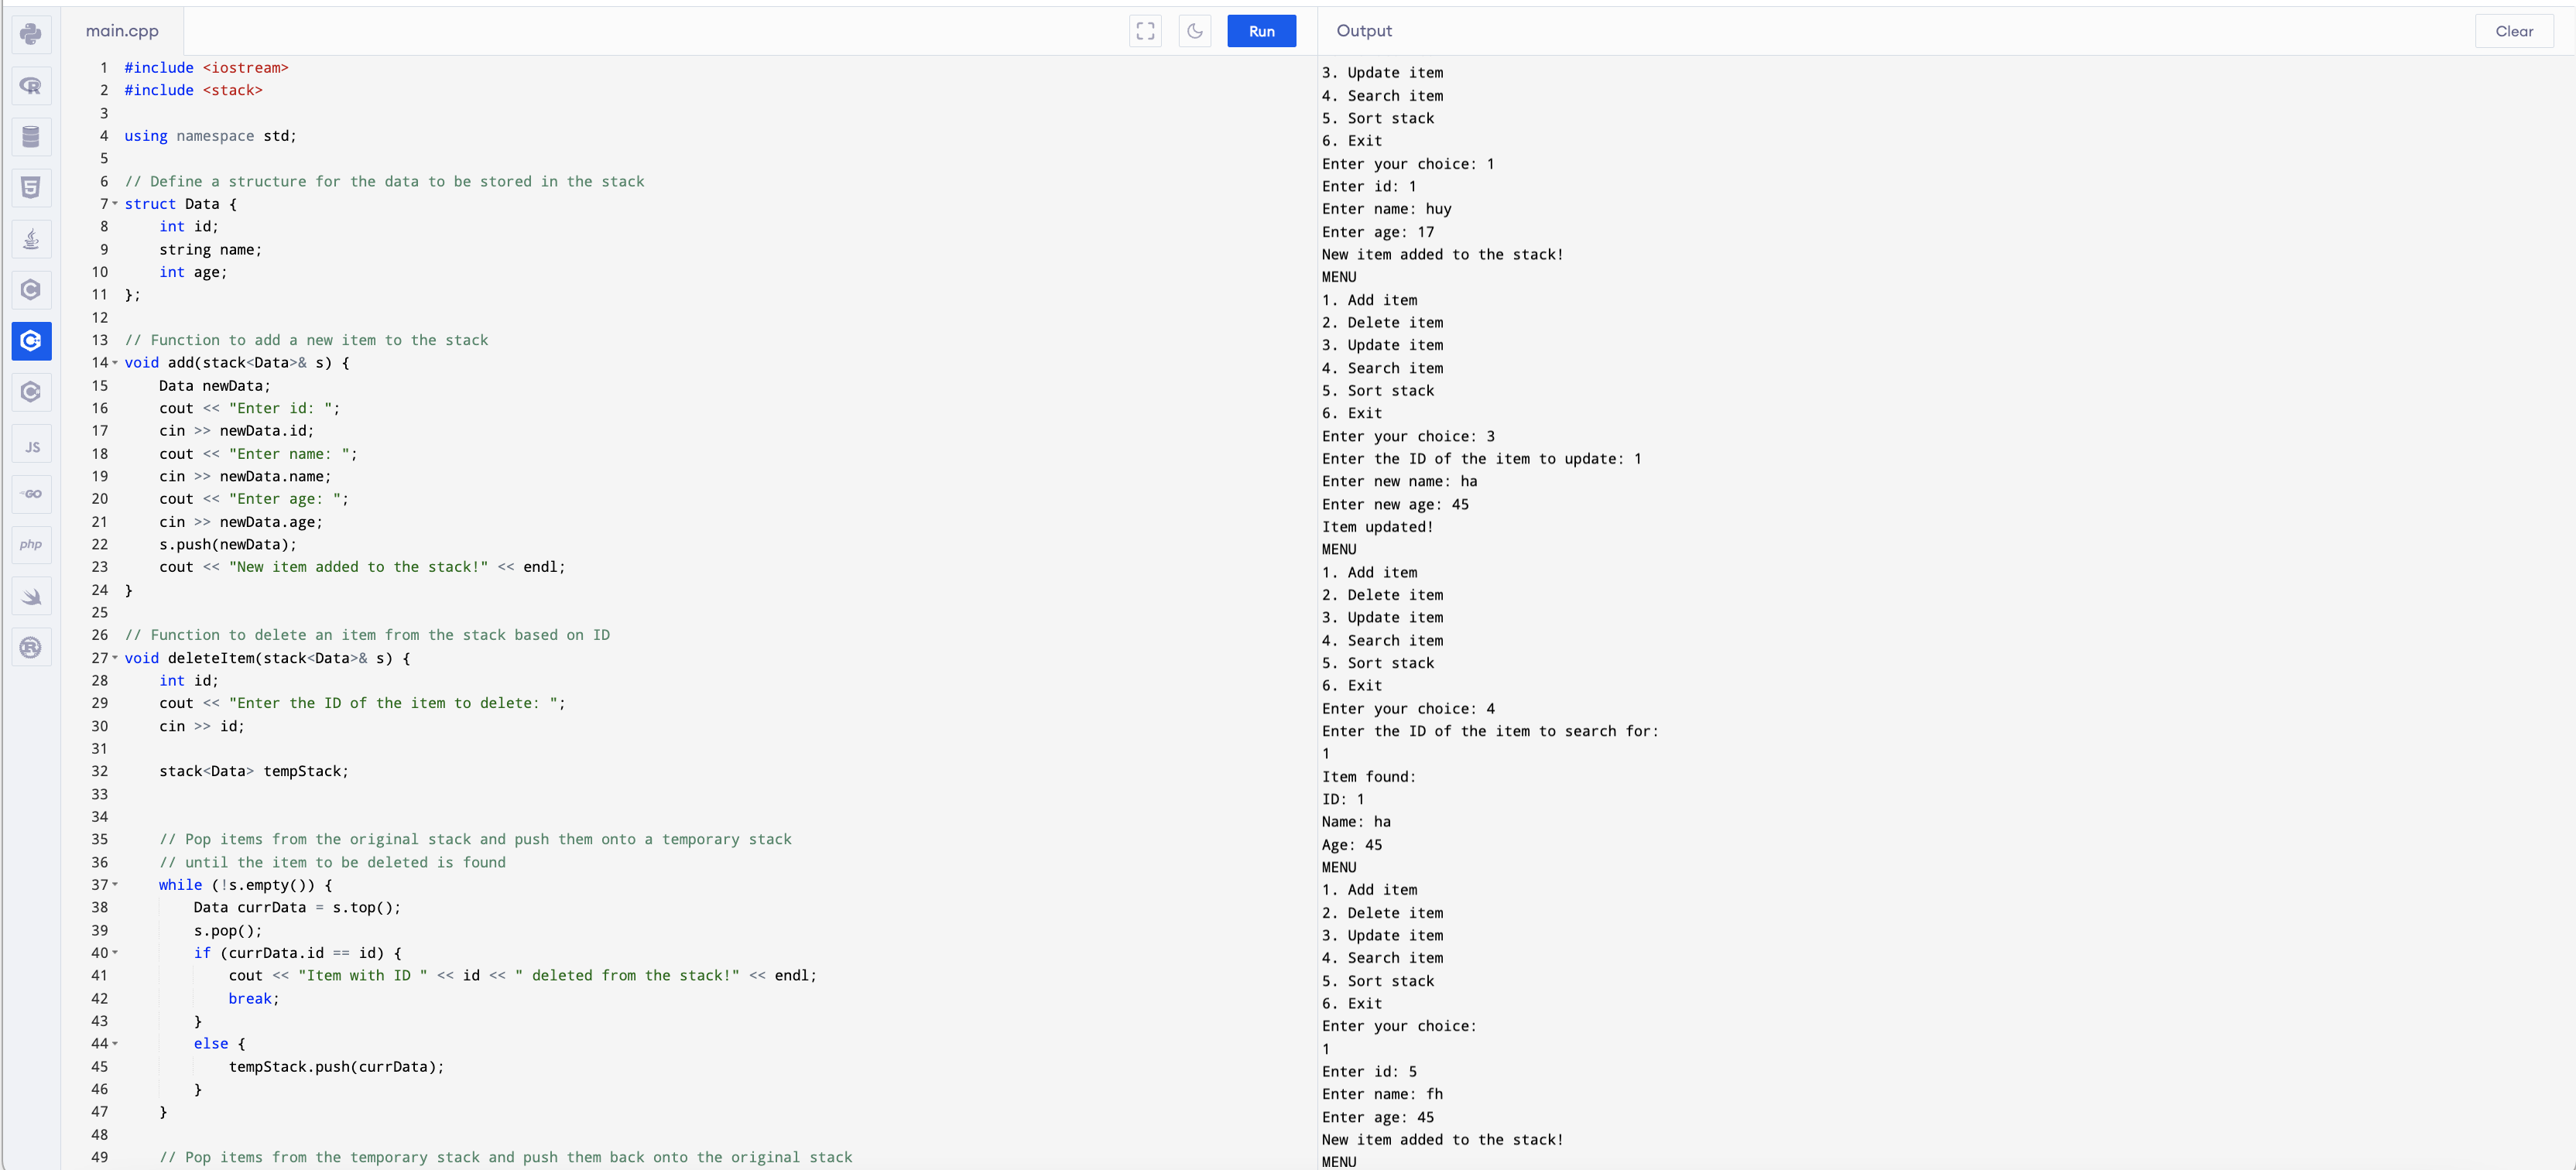 main.cpp
Run
1 #include <iostream>
2 #include <stack>
3
4 using namespace std;
5
6 // Define a structure for the data to be stored in the stack
7 struct Data {
8     int id;
9     string name;
10     int age;
11 };
12
13 // Function to add a new item to the stack
14 void add(stack<Data>& s) {
15     Data newData;
16     cout << "Enter id: ";
17     cin >> newData.id;
18     cout << "Enter name: ";
19     cin >> newData.name;
20     cout << "Enter age: ";
21     cin >> newData.age;
22     s.push(newData);
23     cout << "New item added to the stack!" << endl;
24 }
25
26 // Function to delete an item from the stack based on ID
27 void deleteItem(stack<Data>& s) {
28     int id;
29     cout << "Enter the ID of the item to delete: ";
30     cin >> id;
31
32     stack<Data> tempStack;
33
34
35     // Pop items from the original stack and push them onto a temporary stack
36     // until the item to be deleted is found
37     while (!s.empty()) {
38         Data currData = s.top();
39         s.pop();
40         if (currData.id == id) {
41             cout << "Item with ID " << id << " deleted from the stack!" << endl;
42             break;
43         }
44         else {
45             tempStack.push(currData);
46         }
47     }
48
49     // Pop items from the temporary stack and push them back onto the original stack
Output
Clear
3. Update item
4. Search item
5. Sort stack
6. Exit
Enter your choice: 1
Enter id: 1
Enter name: huy
Enter age: 17
New item added to the stack!
MENU
1. Add item
2. Delete item
3. Update item
4. Search item
5. Sort stack
6. Exit
Enter your choice: 3
Enter the ID of the item to update: 1
Enter new name: ha
Enter new age: 45
Item updated!
MENU
1. Add item
2. Delete item
3. Update item
4. Search item
5. Sort stack
6. Exit
Enter your choice: 4
Enter the ID of the item to search for:
1
Item found:
ID: 1
Name: ha
Age: 45
MENU
1. Add item
2. Delete item
3. Update item
4. Search item
5. Sort stack
6. Exit
Enter your choice:
1
Enter id: 5
Enter name: fh
Enter age: 45
New item added to the stack!
MENU
R
5
C
C
C
JS
GO
php
R